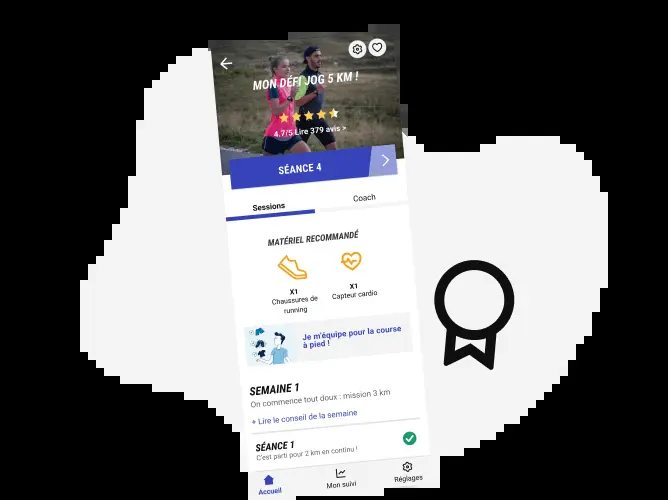 MON DÉFI JOG 5 KM !
4.7/5 Lire 379 avis >
SÉANCE 4
Sessions
Coach
MATÉRIEL RECOMMANDÉ
X1
Chaussures de
running
X1
Capteur cardio
Je m'équipe pour la course
à pied !
SEMAINE 1
On commence tout doux : mission 3 km
+ Lire le conseil de la semaine
SÉANCE 1
C'est parti pour 2 km en continu !
Accueil
Mon suivi
Réglages